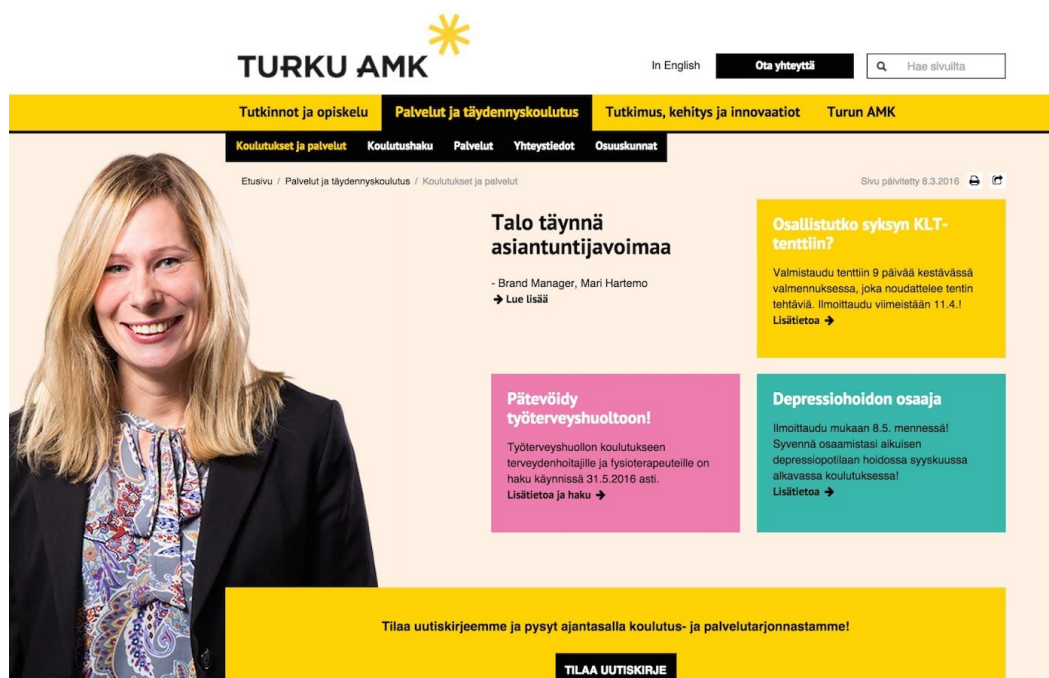 TURKU AMK
In English
Ota yhteyttä
Hae sivuilta
Tutkinnot ja opiskelu
Palvelut ja täydennyskoulutus
Tutkimus, kehitys ja innovaatiot
Turun AMK
Koulutukset ja palvelut
Koulutushaku
Palvelut
Yhteystiedot
Osuuskunnat
Etusivu / Palvelut ja täydennyskoulutus / Koulutukset ja palvelut
Sivu päivitetty 8.3.2016
Talo täynnä
asiantuntijavoimaa
- Brand Manager, Mari Hartemo
Lue lisää
Osallistutko syksyn KLT-
tenttiin?
Valmistaudu tenttiin 9 päivää kestävässä
valmennuksessa, joka noudattelee tentin
tehtäviä. Ilmoittaudu viimeistään 11.4.!
Lisätietoa
Pätevöidy
työterveyshuoltoon!
Työterveyshuollon koulutukseen
terveydenhoitajille ja fysioterapeuteille on
haku käynnissä 31.5.2016 asti.
Lisätietoa ja haku
Depressiohoidon osaaja
Ilmoittaudu mukaan 8.5. mennessä!
Syvennä osaamistasi aikuisen
depressiopotilaan hoidossa syyskuussa
alkavassa koulutuksessa!
Lisätietoa
Tilaa uutiskirjeemme ja pysyt ajantasalla koulutus- ja palvelutarjonnastamme!
TILAA UUTISKIRJE